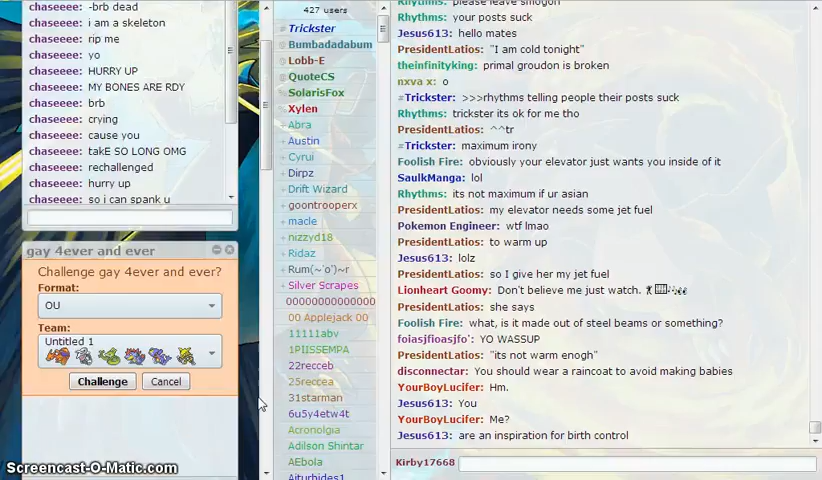 chaseeee: -brb dead
chaseeee: i am a skeleton
chaseeee: rip me
chaseeee: yo
chaseeee: HURRY UP
chaseeee: MY BONES ARE RDY
chaseeee: brb
chaseeee: crying
chaseeee: cause you
chaseeee: takE SO LONG OMG
chaseeee: rechallenged
chaseeee: hurry up
chaseeee: so i can spank u
gay 4ever and ever
Challenge gay 4ever and ever?
Format:
OU
Team:
Untitled 1
Challenge
Cancel
427 users
Trickster
Bumbadadabum
Lobb-E
QuoteCS
SolarisFox
Xylen
+ Abra
+ Austin
+ Cyrui
+ Dirpz
+ Drift Wizard
+ goontrooperx
+ macle
+ nizzyd18
+ Ridaz
+ Rum(~'o')~r
+ Silver Scrapes
0000000000000
00 Applejack 00
11111abv
1PIISSEMPA
22recceb
25reccea
31starman
6u5y4etw4t
Acronolgia
Adilson Shintar
AEbola
Aiturbides1
Rhythms: please leave smogon
Rhythms: your posts suck
Jesus613: hello mates
PresidentLatios: "I am cold tonight"
theinfinityking: primal groudon is broken
nxva x: o
#Trickster: >>>rhythms telling people their posts suck
Rhythms: trickster its ok for me tho
PresidentLatios: ^^tr
#Trickster: maximum irony
Foolish Fire: obviously your elevator just wants you inside of it
SaulkManga: lol
Rhythms: its not maximum if ur asian
PresidentLatios: my elevator needs some jet fuel
Pokemon Engineer: wtf lmao
PresidentLatios: to warm up
Jesus613: lolz
PresidentLatios: so I give her my jet fuel
Lionheart Goomy: Don't believe me just watch.
PresidentLatios: she says
Foolish Fire: what, is it made out of steel beams or something?
foiasjfioasjfo': YO WASSUP
PresidentLatios: "its not warm enogh"
disconnectar: You should wear a raincoat to avoid making babies
YourBoyLucifer: Hm.
Jesus613: You
YourBoyLucifer: Me?
Jesus613: are an inspiration for birth control
Kirby17668
Screencast-O-Matic.com